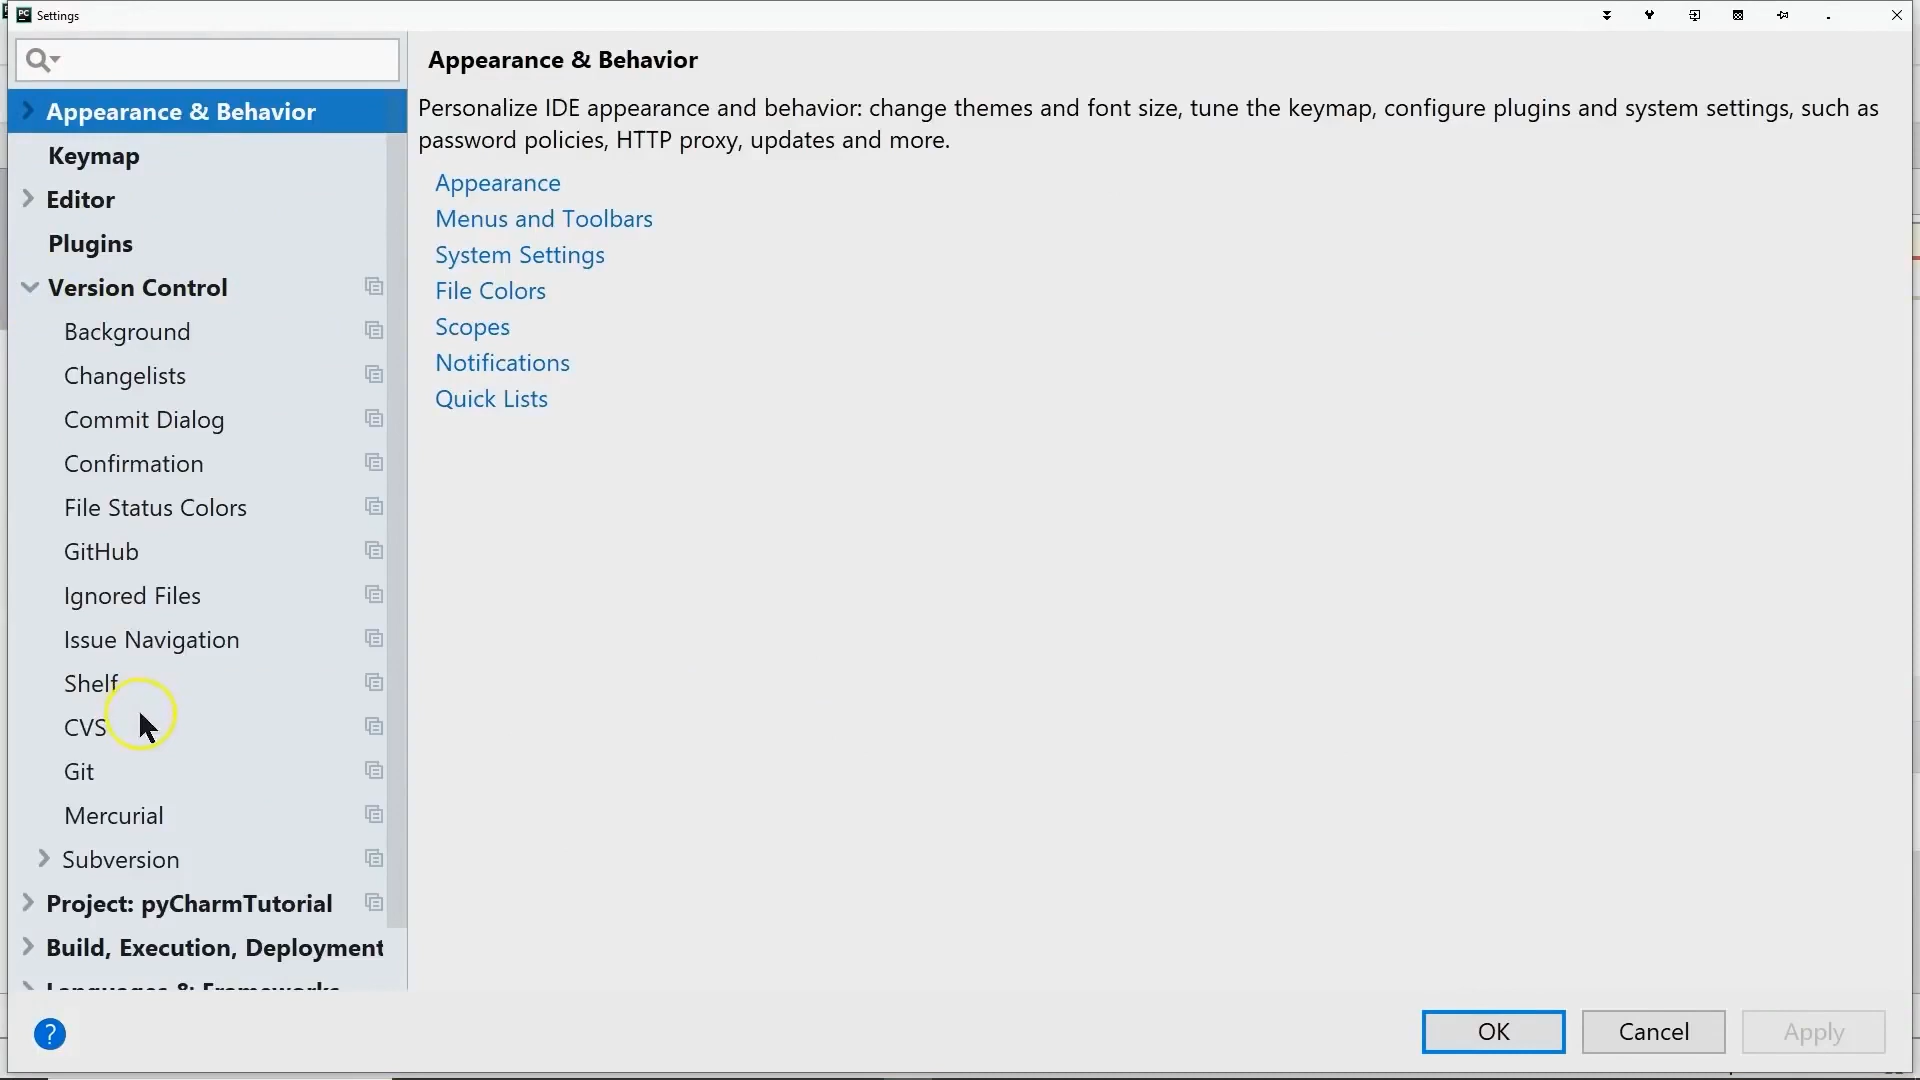 Settings
Appearance & Behavior
Keymap
Editor
Plugins
Version Control
Background
Changelists
Commit Dialog
Confirmation
File Status Colors
GitHub
Ignored Files
Issue Navigation
Shelf
CVS
Git
Mercurial
Subversion
Project: pyCharmTutorial
Build, Execution, Deployment
Languages & Frameworks
Appearance & Behavior
Personalize IDE appearance and behavior: change themes and font size, tune the keymap, configure plugins and system settings, such as
password policies, HTTP proxy, updates and more.
Appearance
Menus and Toolbars
System Settings
File Colors
Scopes
Notifications
Quick Lists
?
OK
Cancel
Apply